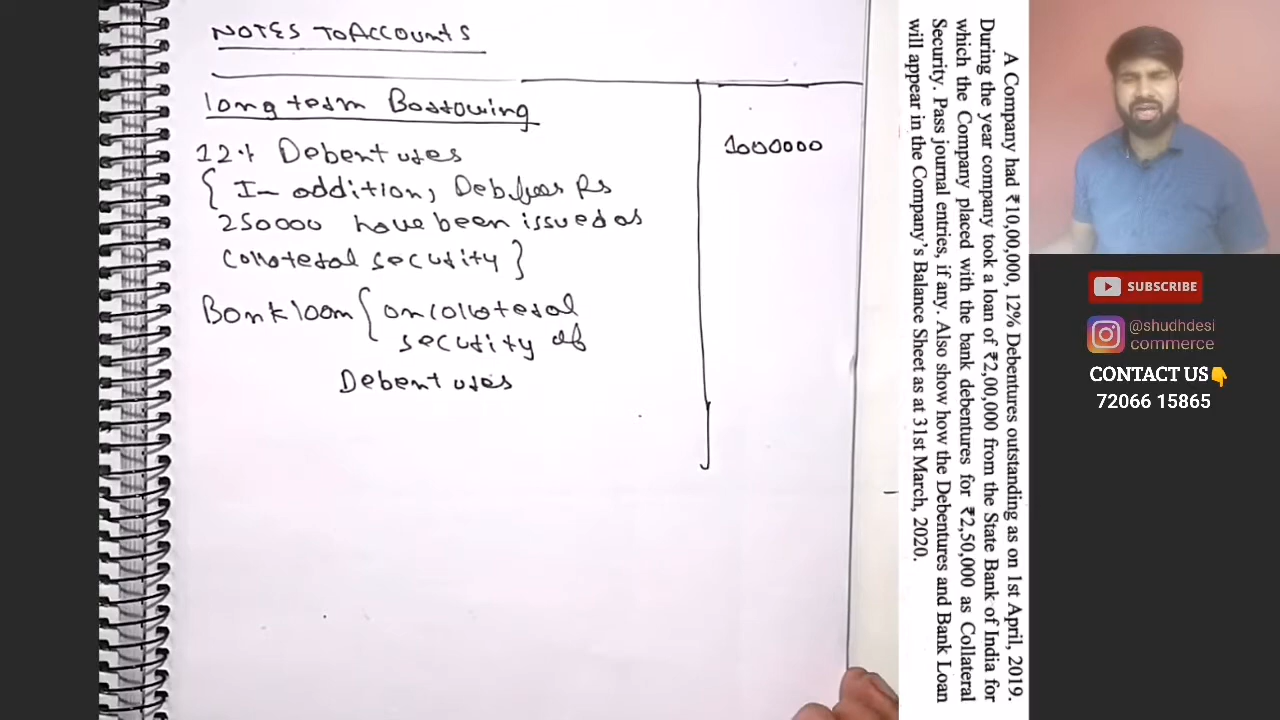 NOTES To Accounts
Long term Borrowing
12% Debentures
1000000
{ In addition, Deb Rs
250000 have been issued as
collateral security }
Bank loan { on collateral
security of
Debentures
A Company had ₹10,00,000, 12% Debentures outstanding as on 1st April, 2019.
During the year company took a loan of ₹2,00,000 from the State Bank of India for
which the Company placed with the bank debentures for ₹2,50,000 as Collateral
Security. Pass journal entries, if any. Also show how the Debentures and Bank Loan
will appear in the Company's Balance Sheet as at 31st March, 2020.
SUBSCRIBE
@shudhdesi
commerce
CONTACT US👇
72066 15865